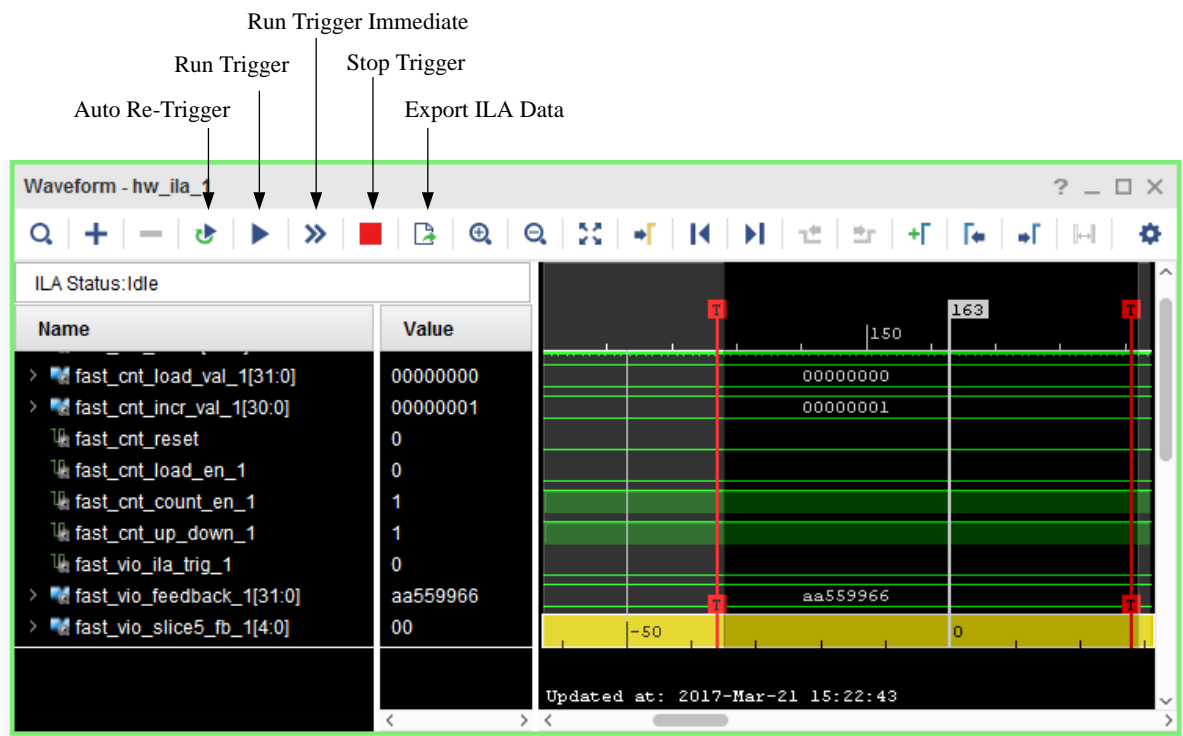 Run Trigger Immediate
Run Trigger
Stop Trigger
Auto Re-Trigger
Export ILA Data
Waveform - hw_ila_1
ILA Status:Idle
Name
Value
T
163
T
150
fast_cnt_load_val_1[31:0]
00000000
00000000
fast_cnt_incr_val_1[30:0]
00000001
00000001
fast_cnt_reset
0
fast_cnt_load_en_1
0
fast_cnt_count_en_1
1
fast_cnt_up_down_1
1
fast_vio_ila_trig_1
0
fast_vio_feedback_1[31:0]
aa559966
T
aa559966
T
fast_vio_slice5_fb_1[4:0]
00
-50
0
Updated at: 2017-Mar-21 15:22:43